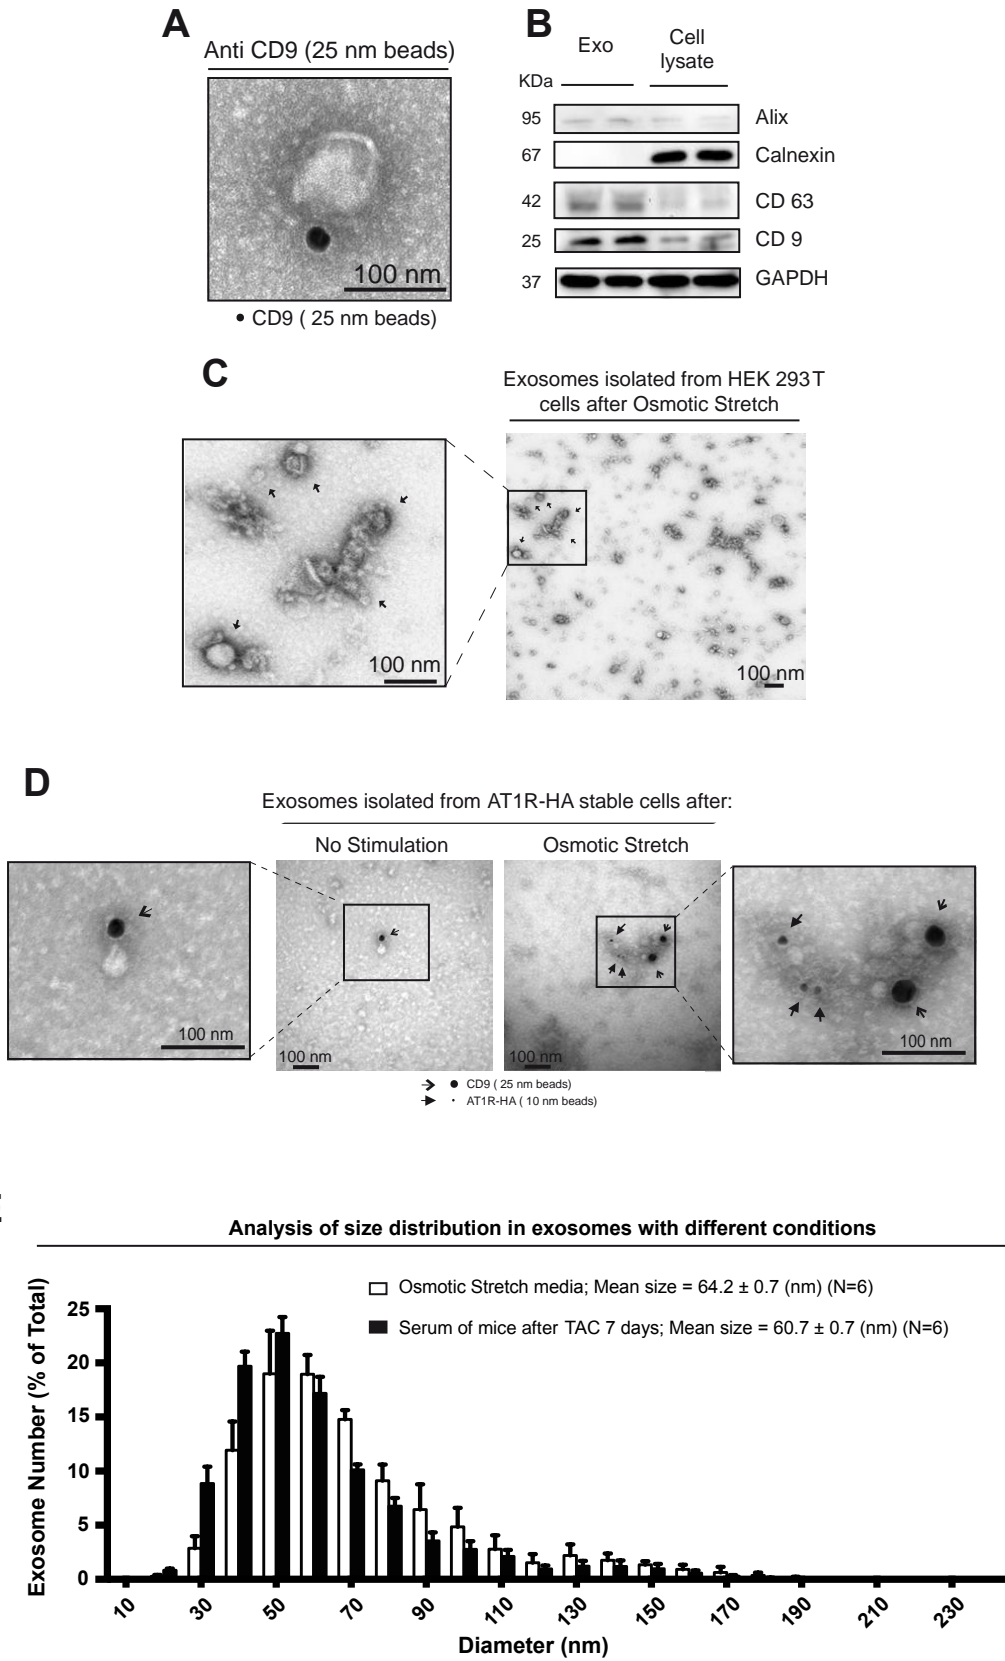 A
Anti CD9 (25 nm beads)
100 nm
CD9 ( 25 nm beads)
B
Exo
Cell
lysate
KDa
95
Alix
67
Calnexin
42
CD 63
25
CD 9
37
GAPDH
C
Exosomes isolated from HEK 293T
cells after Osmotic Stretch
100 nm
100 nm
D
Exosomes isolated from AT1R-HA stable cells after:
No Stimulation
Osmotic Stretch
100 nm
100 nm
100 nm
100 nm
CD9 ( 25 nm beads)
AT1R-HA ( 10 nm beads)
Analysis of size distribution in exosomes with different conditions
Osmotic Stretch media; Mean size = 64.2 ± 0.7 (nm) (N=6)
Serum of mice after TAC 7 days; Mean size = 60.7 ± 0.7 (nm) (N=6)
Exosome Number (% of Total)
25
20
15
10
5
0
10 30 50 70 90 110 130 150 170 190 210 230
Diameter (nm)